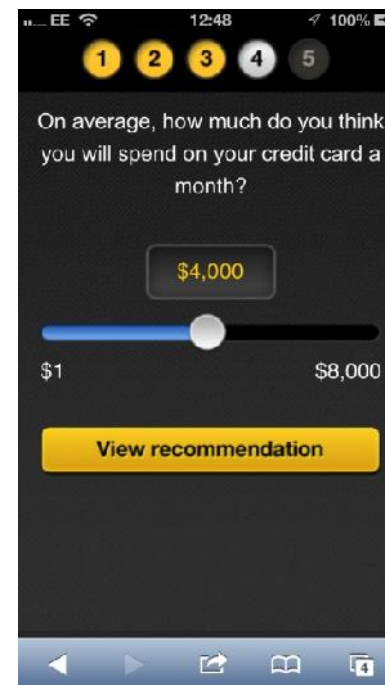 EE 12:48 100%
1 2 3 4 5
On average, how much do you think
you will spend on your credit card a
month?
$4,000
$1 $8,000
View recommendation
4